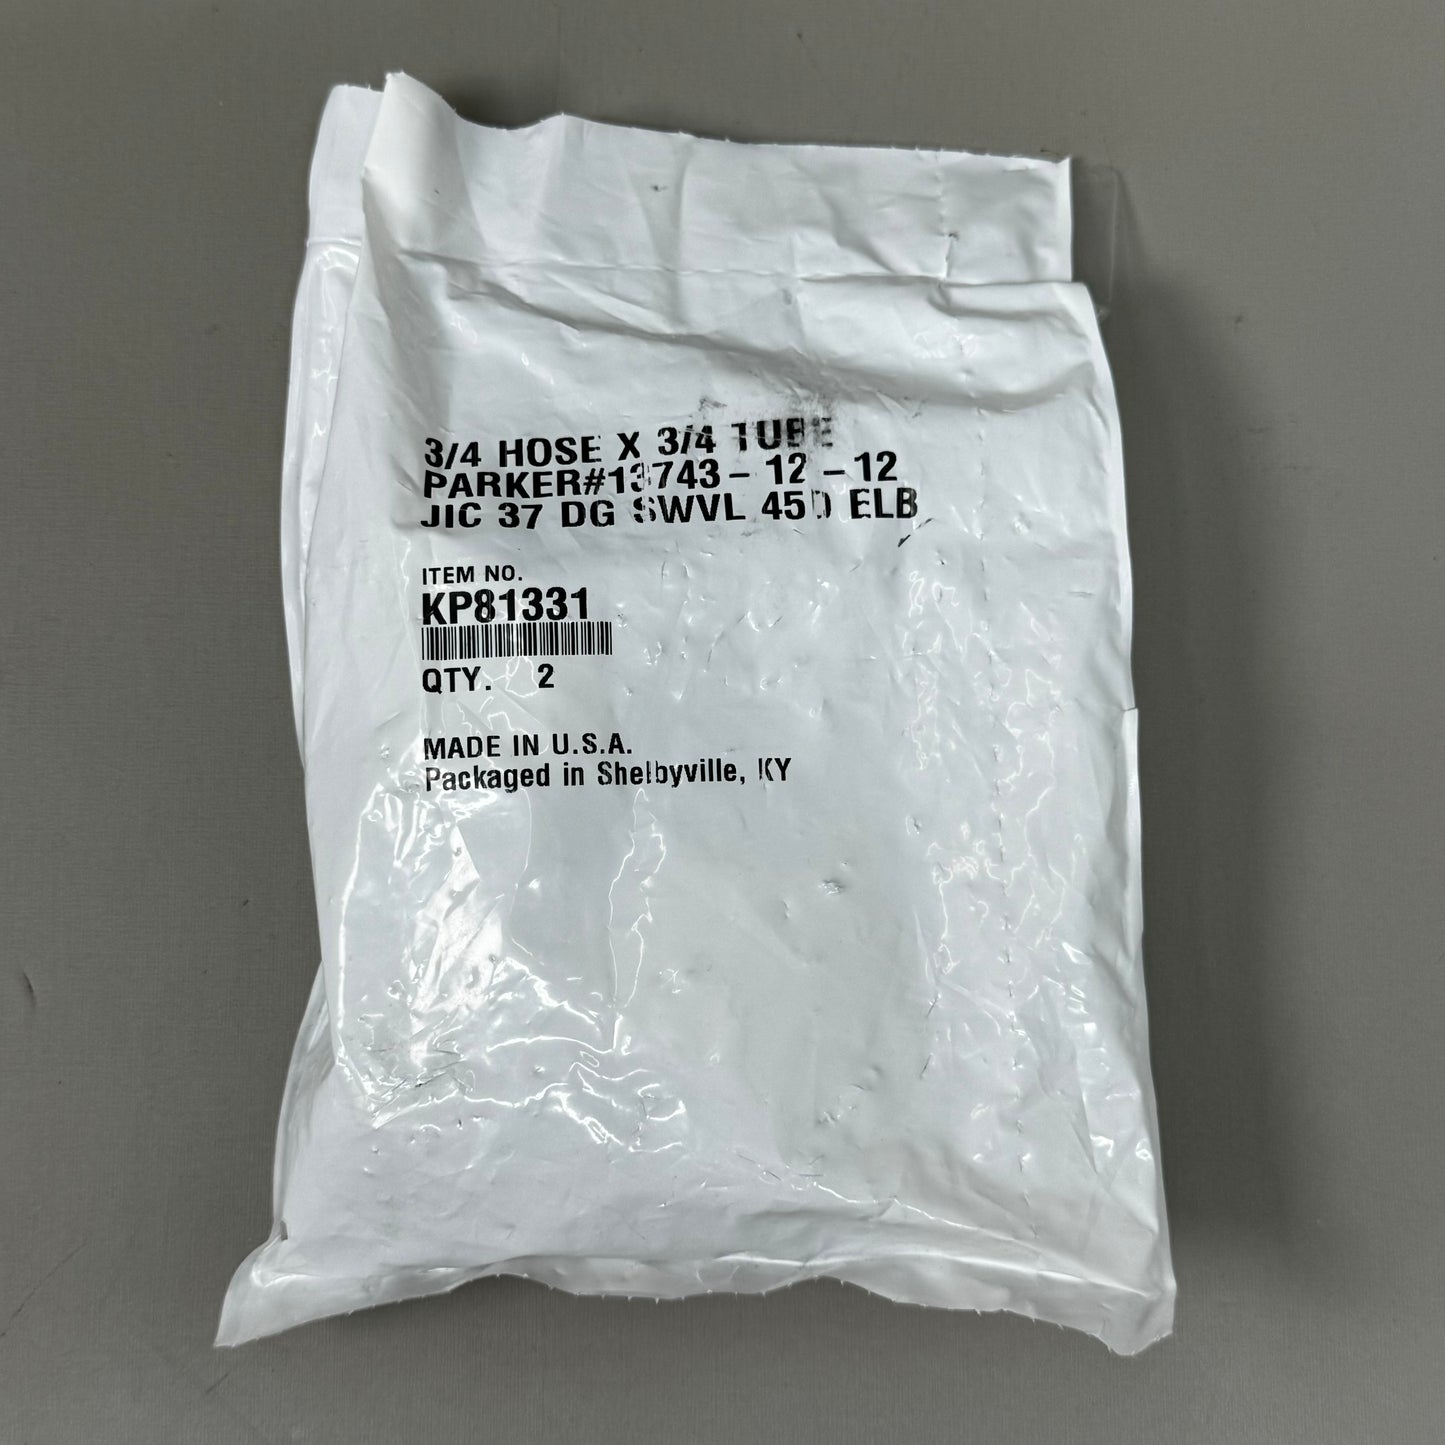 3/4 HOSE X 3/4 TUBE
PARKER#13743-12-12
JIC 37 DG SWVL 45D ELB
ITEM NO.
KP81331
QTY. 2
MADE IN U.S.A.
Packaged in Shelbyville, KY